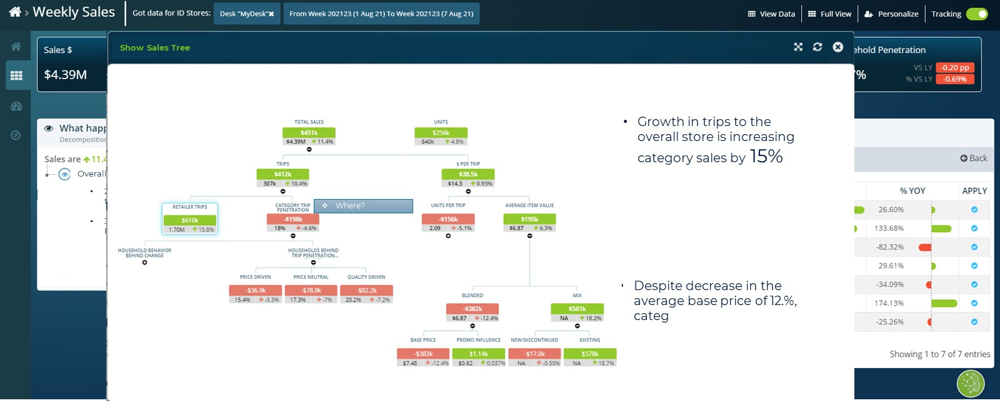 Weekly Sales
Got data for ID Stores:
Desk "MyDesk"✖
From Week 202123 (1 Aug 21) To Week 202123 (7 Aug 21)
View Data
Full View
Personalize
Tracking
Show Sales Tree
Sales $
$4.39M
ehold Penetration
VS LY -0.20 pp
% VS LY -0.69%
%
What happ
Decomposition
Sales are 11.4
Overall
TOTAL SALES
$451k
$4.39M 11.4%
UNITS
$256k
640k 4.8%
TRIPS
$412k
307k 10.4%
$ PER TRIP
$38.5k
$14.3 0.93%
RETAILER TRIPS
$610k
1.70M 15.8%
CATEGORY TRIP
PENETRATION
-$198k
18% -4.6%
Where?
UNITS PER TRIP
-$156k
2.09 -5.1%
AVERAGE ITEM VALUE
$195k
$6.87 6.3%
HOUSEHOLD BEHAVIOR
BEHIND CHANGE
HOUSEHOLDS BEHIND
TRIP PENETRATION...
PRICE DRIVEN
-$36.9k
15.4% -3.3%
PRICE NEUTRAL
-$78.9k
17.3% -7%
QUALITY DRIVEN
-$82.2k
20.2% -7.2%
BLENDED
-$382k
$6.87 -12.4%
MIX
$561k
NA 18.2%
BASE PRICE
-$383k
$7.48 -12.4%
PROMO INFLUENCE
$1.14k
$0.62 0.037%
NEW/DISCONTINUED
-$17.0k
NA -0.55%
EXISTING
$578k
NA 18.7%
• Growth in trips to the
overall store is increasing
category sales by 15%
• Despite decrease in the
average base price of 12.%,
categ
Back
% YOY
APPLY
26.60%
133.68%
-82.32%
29.61%
-34.09%
174.13%
-25.26%
Showing 1 to 7 of 7 entries